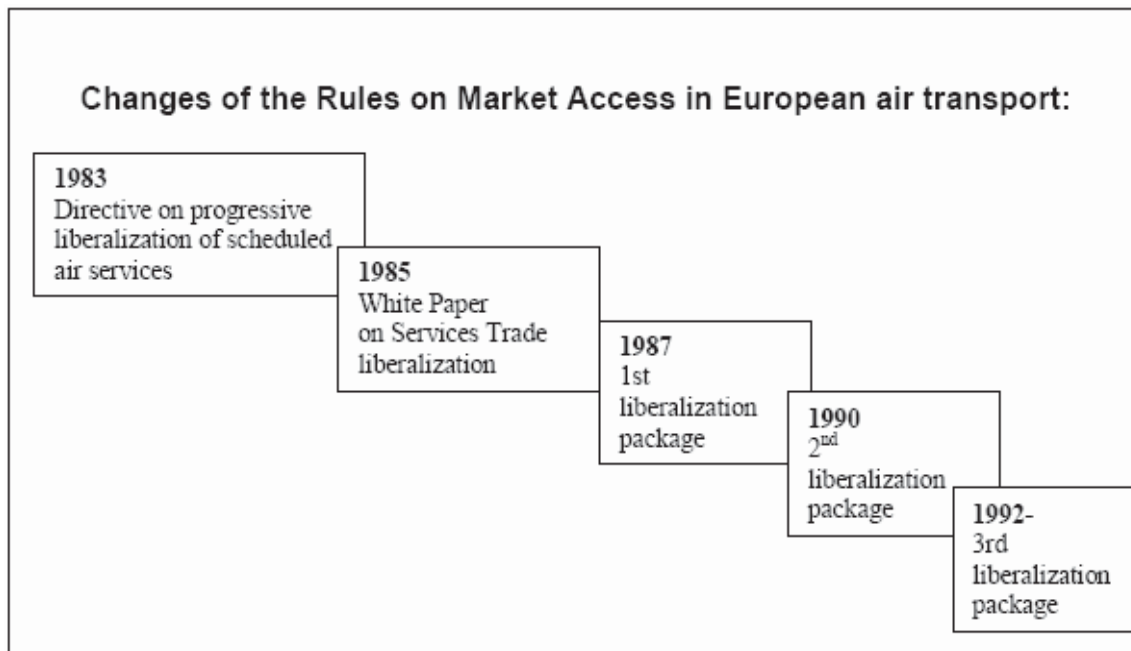 Changes of the Rules on Market Access in European air transport:
1983
Directive on progressive
liberalization of scheduled
air services
1985
White Paper
on Services Trade
liberalization
1987
1st
liberalization
package
1990
2nd
liberalization
package
1992-
3rd
liberalization
package